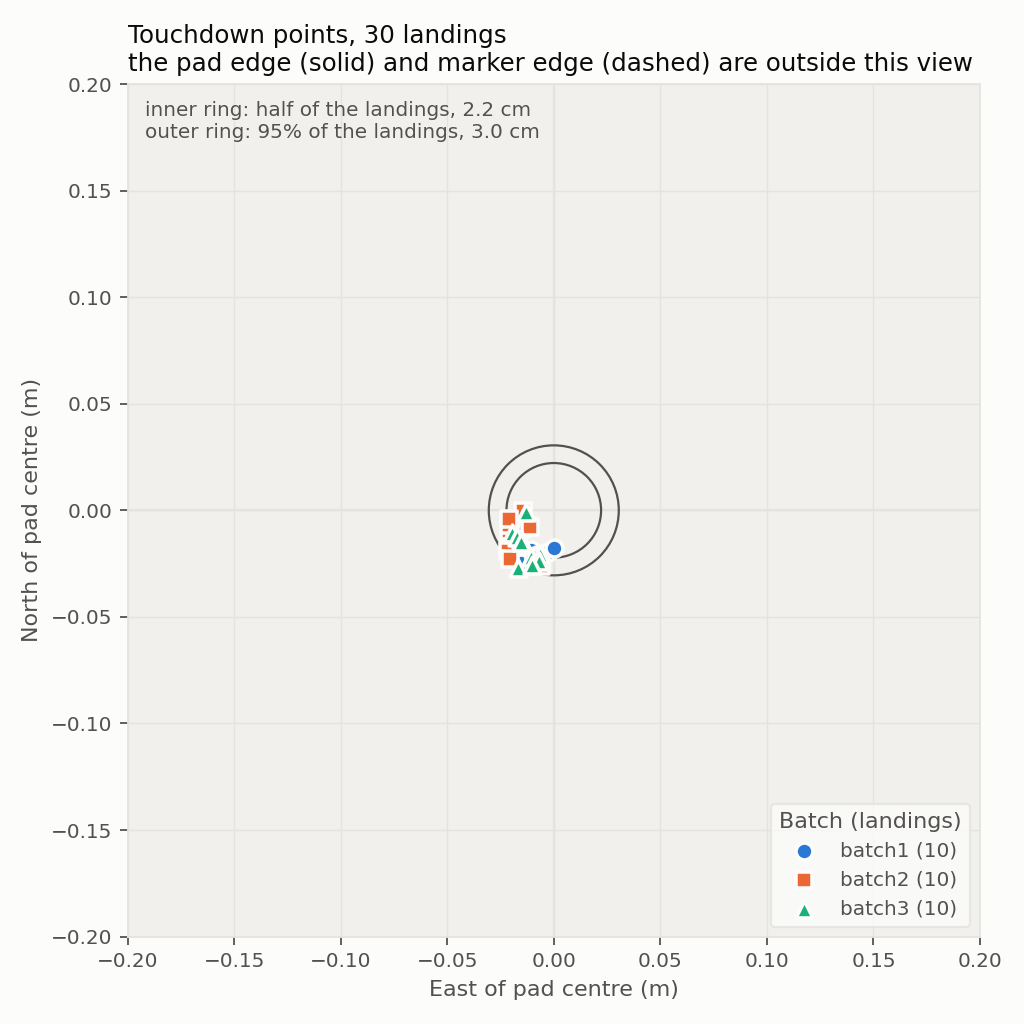 Touchdown points, 30 landings
the pad edge (solid) and marker edge (dashed) are outside this view
inner ring: half of the landings, 2.2 cm
outer ring: 95% of the landings, 3.0 cm
0.20
0.15
0.10
0.05
0.00
−0.05
−0.10
−0.15
−0.20
North of pad centre (m)
Batch (landings)
batch1 (10)
batch2 (10)
batch3 (10)
−0.20 −0.15 −0.10 −0.05 0.00 0.05 0.10 0.15 0.20
East of pad centre (m)